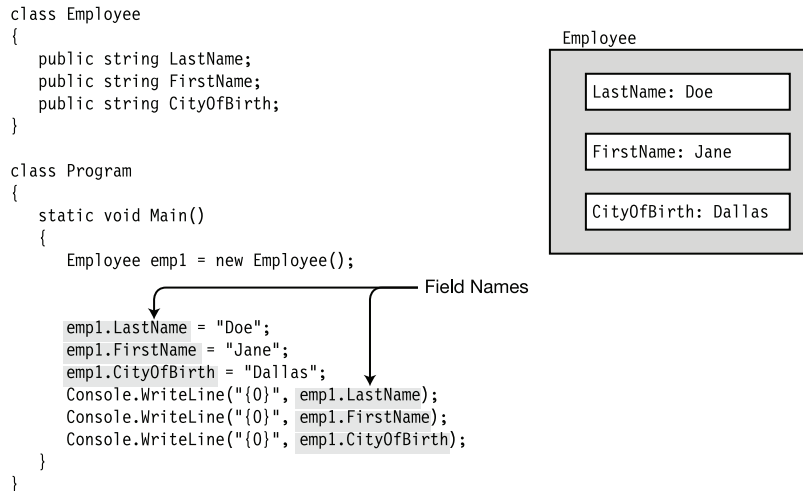 class Employee
{
   public string LastName;
   public string FirstName;
   public string CityOfBirth;
}

class Program
{
   static void Main()
   {
      Employee emp1 = new Employee();

      emp1.LastName = "Doe";
      emp1.FirstName = "Jane";
      emp1.CityOfBirth = "Dallas";
      Console.WriteLine("{0}", emp1.LastName);
      Console.WriteLine("{0}", emp1.FirstName);
      Console.WriteLine("{0}", emp1.CityOfBirth);
   }
}
Field Names
Employee
LastName: Doe
FirstName: Jane
CityOfBirth: Dallas